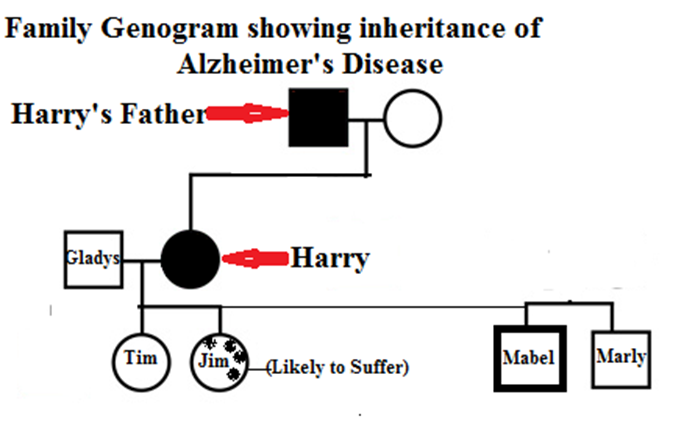 Family Genogram showing inheritance of
Alzheimer's Disease
Harry's Father
Gladys
Harry
Tim
Jim
(Likely to Suffer)
Mabel
Marly